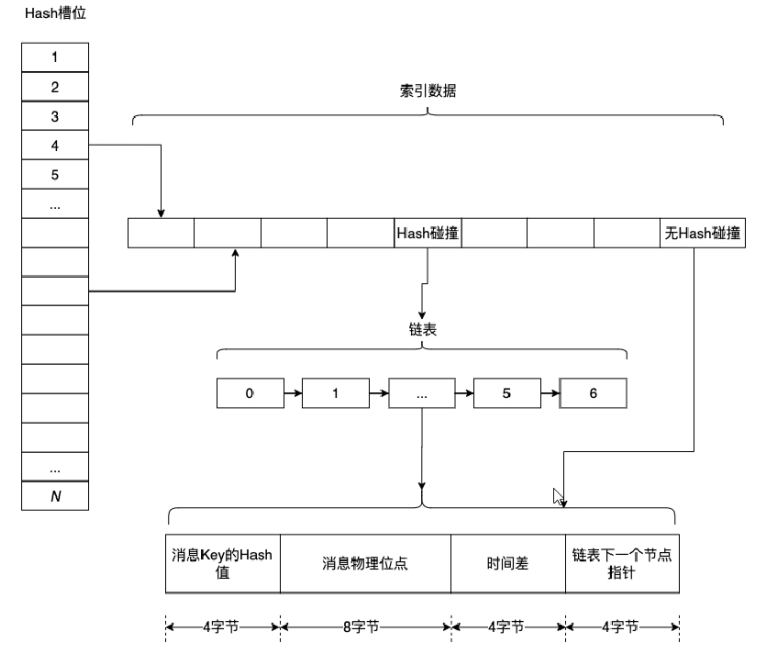 Hash槽位
1
2
3
4
5
...
...
N
索引数据
Hash碰撞
无Hash碰撞
链表
0
1
...
5
6
消息Key的Hash
值
消息物理位点
时间差
链表下一个节点
指针
4字节
8字节
4字节
4字节